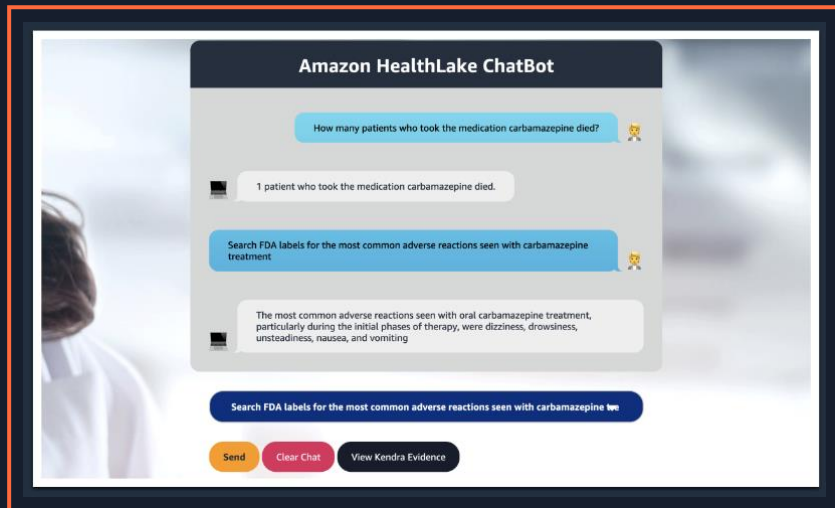 Amazon HealthLake ChatBot
How many patients who took the medication carbamazepine died?
1 patient who took the medication carbamazepine died.
Search FDA labels for the most common adverse reactions seen with carbamazepine
treatment
The most common adverse reactions seen with oral carbamazepine treatment,
particularly during the initial phases of therapy, were dizziness, drowsiness,
unsteadiness, nausea, and vomiting
Search FDA labels for the most common adverse reactions seen with carbamazepine
Send
Clear Chat
View Kendra Evidence